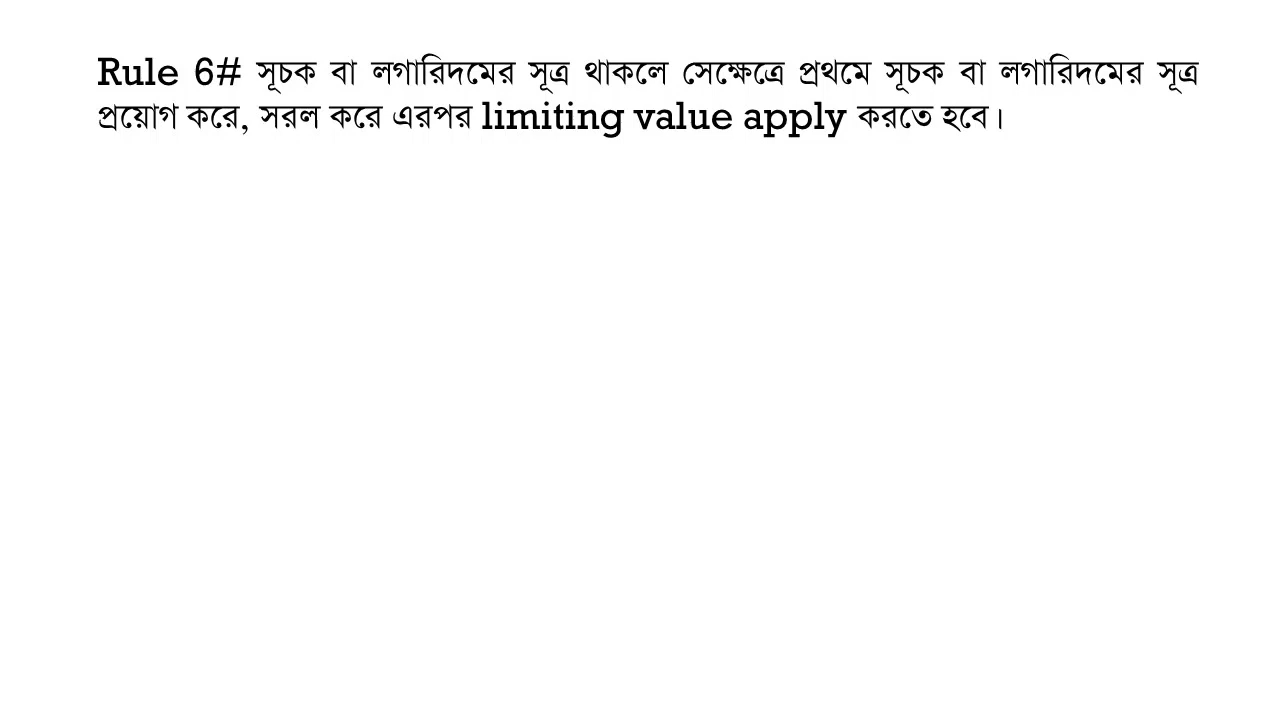 Rule 6# সূচক বা লগারিদমের সূত্র থাকলে সেক্ষেত্রে প্রথমে সূচক বা লগারিদমের সূত্র
প্রয়োগ করে, সরল করে এরপর limiting value apply করতে হবে।